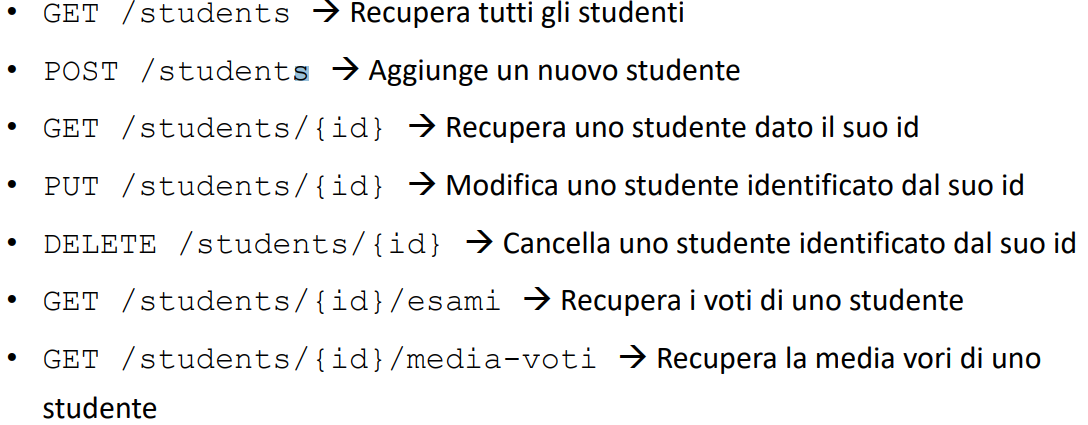 • GET /students → Recupera tutti gli studenti
• POST /students → Aggiunge un nuovo studente
• GET /students/{id} → Recupera uno studente dato il suo id
• PUT /students/{id} → Modifica uno studente identificato dal suo id
• DELETE /students/{id} → Cancella uno studente identificato dal suo id
• GET /students/{id}/esami → Recupera i voti di uno studente
• GET /students/{id}/media-voti → Recupera la media vori di uno
studente